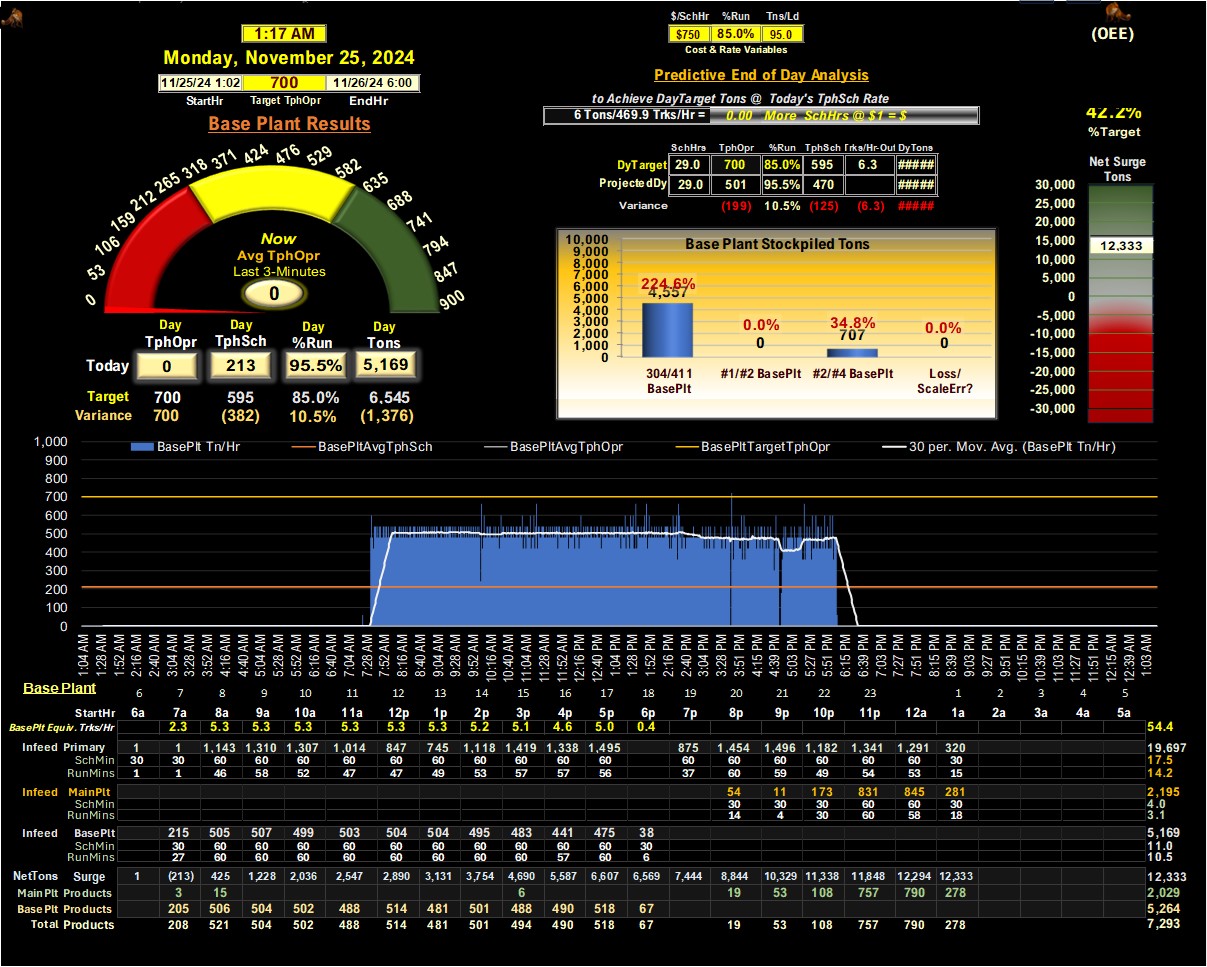 1:17 AM
Monday, November 25, 2024
11/25/24 1:02 700 11/26/24 6:00
StartHr Target TphOpr EndHr
Base Plant Results
0 53 106 159 212 265 318 371 424 476 529 582 635 688 741 794 847 900
Now
Avg TphOpr
Last 3-Minutes
0
Day Day Day Day
TphOpr TphSch %Run Tons
Today 0 213 95.5% 5,169
Target 700 595 85.0% 6,545
Variance 700 (382) 10.5% (1,376)
$/SchHr %Run Tns/Ld
$750 85.0% 95.0
Cost & Rate Variables
Predictive End of Day Analysis
to Achieve DayTarget Tons @ Today's TphSch Rate
6 Tons/469.9 Trks/Hr = 0.00 More SchHrs @ $1 = $
SchHrs TphOpr %Run TphSch Trks/Hr-Out DyTons
DyTarget 29.0 700 85.0% 595 6.3 #####
ProjectedDy 29.0 501 95.5% 470 #####
Variance (199) 10.5% (125) (6.3) #####
Base Plant Stockpiled Tons
10,000
9,000
8,000
7,000
6,000
5,000
4,000
3,000
2,000
1,000
0
224.6% 0.0% 34.8% 0.0%
4,557 0 707 0
304/411 BasePlt #1/#2 BasePlt #2/#4 BasePlt Loss/ ScaleErr?
(OEE)
42.2%
%Target
Net Surge
Tons
30,000
25,000
20,000
15,000
12,333
10,000
5,000
0
-5,000
-10,000
-15,000
-20,000
-25,000
-30,000
BasePlt Tn/Hr BasePltAvgTphSch BasePltAvgTphOpr BasePltTargetTphOpr 30 per. Mov. Avg. (BasePlt Tn/Hr)
1,000
900
800
700
600
500
400
300
200
100
0
1:04 AM 1:28 AM 1:52 AM 2:16 AM 2:40 AM 3:04 AM 3:28 AM 3:52 AM 4:16 AM 4:40 AM 5:04 AM 5:28 AM 5:52 AM 6:16 AM 6:40 AM 7:04 AM 7:28 AM 7:52 AM 8:16 AM 8:40 AM 9:04 AM 9:28 AM 9:52 AM 10:16 AM 10:40 AM 11:04 AM 11:28 AM 11:52 AM 12:16 PM 12:40 PM 1:04 PM 1:28 PM 1:52 PM 2:16 PM 2:40 PM 3:04 PM 3:28 PM 3:51 PM 4:15 PM 4:39 PM 5:03 PM 5:27 PM 5:51 PM 6:15 PM 6:39 PM 7:03 PM 7:27 PM 7:51 PM 8:15 PM 8:39 PM 9:03 PM 9:27 PM 9:51 PM 10:15 PM 10:39 PM 11:03 PM 11:27 PM 11:51 PM 12:15 AM 12:39 AM 1:03 AM
Base Plant 6 7 8 9 10 11 12 13 14 15 16 17 18 19 20 21 22 23 1 2 3 4 5
StartHr 6a 7a 8a 9a 10a 11a 12p 1p 2p 3p 4p 5p 6p 7p 8p 9p 10p 11p 12a 1a 2a 3a 4a 5a
BasePlt Equiv. Trks/Hr 2.3 5.3 5.3 5.3 5.3 5.3 5.3 5.2 5.1 4.6 5.0 0.4 54.4
Infeed Primary 1 1 1,143 1,310 1,307 1,014 847 745 1,118 1,419 1,338 1,495 875 1,454 1,496 1,182 1,341 1,291 320 19,697
SchMin 30 30 60 60 60 60 60 60 60 60 60 60 60 60 60 60 60 60 30 17.5
RunMins 1 1 46 58 52 47 47 49 53 57 57 56 37 60 59 49 54 53 15 14.2
Infeed MainPlt 54 11 173 831 845 281 2,195
SchMin 30 30 30 60 60 30 4.0
RunMins 14 4 30 60 58 18 3.1
Infeed BasePlt 215 505 507 499 503 504 504 495 483 441 475 38 5,169
SchMin 30 60 60 60 60 60 60 60 60 60 60 30 11.0
RunMins 27 60 60 60 60 60 60 60 60 57 60 6 10.5
NetTons Surge 1 (213) 425 1,228 2,036 2,547 2,890 3,131 3,754 4,690 5,587 6,607 6,569 7,444 8,844 10,329 11,338 11,848 12,294 12,333 12,333
MainPlt Products 3 15 6 19 53 108 757 790 278 2,029
BasePlt Products 205 506 504 502 488 514 481 501 488 490 518 67 5,264
Total Products 208 521 504 502 488 514 481 501 494 490 518 67 19 53 108 757 790 278 7,293